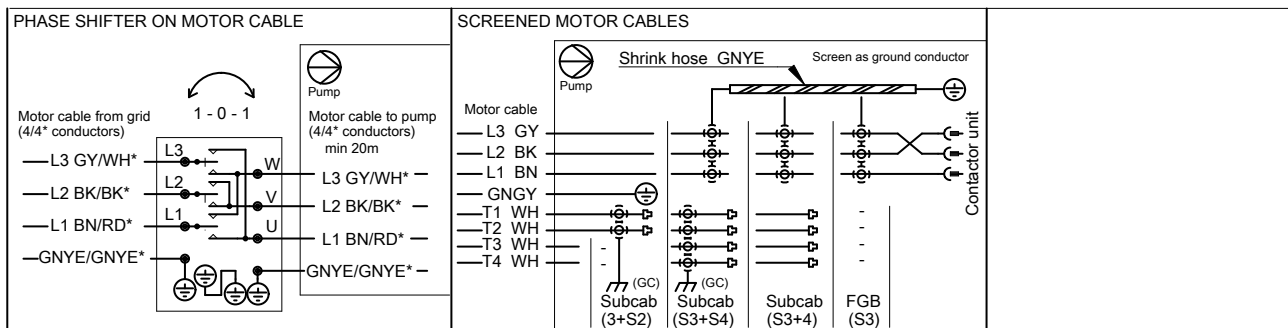 PHASE SHIFTER ON MOTOR CABLE
1 - 0 - 1
Pump
Motor cable from grid
(4/4* conductors)
Motor cable to pump
(4/4* conductors)
min 20m
L3 GY/WH*
L3
W
L3 GY/WH*
L2 BK/BK*
L2
V
L2 BK/BK*
L1 BN/RD*
L1
U
L1 BN/RD*
GNYE/GNYE*
GNYE/GNYE*
SCREENED MOTOR CABLES
Pump
Shrink hose GNYE
Screen as ground conductor
Motor cable
L3 GY
L2 BK
L1 BN
GNGY
T1 WH
T2 WH
T3 WH
T4 WH
-
-
-
-
-
-
(GC)
(GC)
Subcab
(3+S2)
Subcab
(S3+S4)
Subcab
(S3+4)
FGB
(S3)
Contactor unit